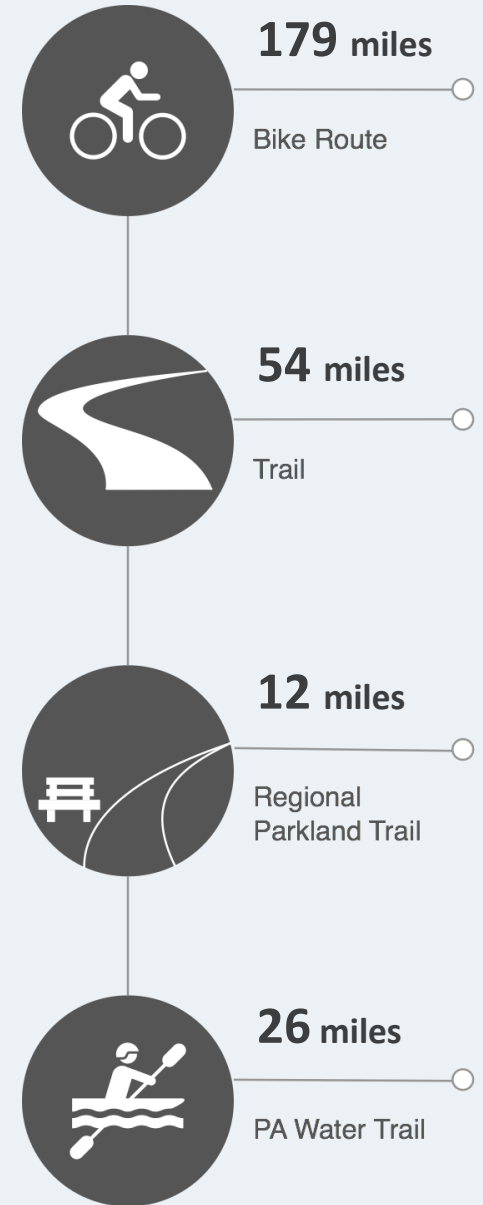 179 miles
Bike Route
54 miles
Trail
12 miles
Regional
Parkland Trail
26 miles
PA Water Trail